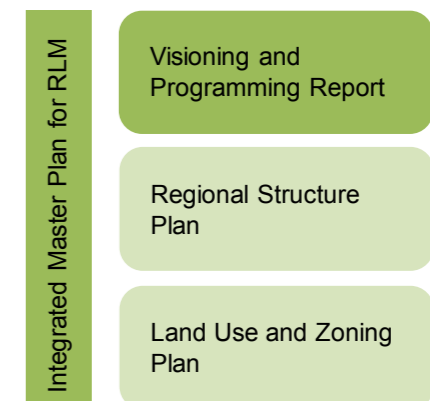 Integrated Master Plan for RLM
Visioning and
Programming Report
Regional Structure
Plan
Land Use and Zoning
Plan